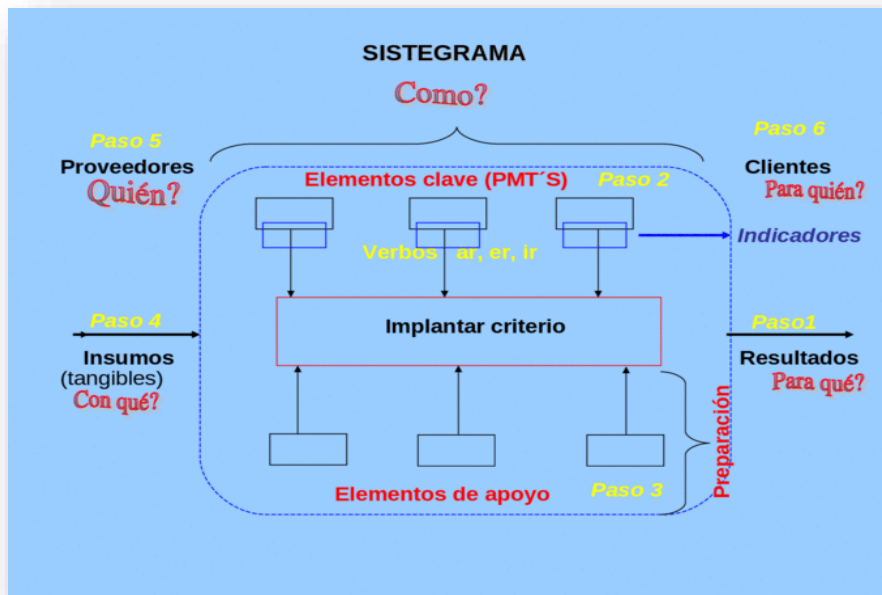 SISTEGRAMA
Como?
Paso 5
Proveedores
Quién?
Paso 6
Clientes
Para quién?
Elementos clave (PMT´S)
Paso 2
Indicadores
Verbos ar, er, ir
Paso 4
Insumos
(tangibles)
Con qué?
Implantar criterio
Paso1
Resultados
Para qué?
Preparación
Elementos de apoyo
Paso 3